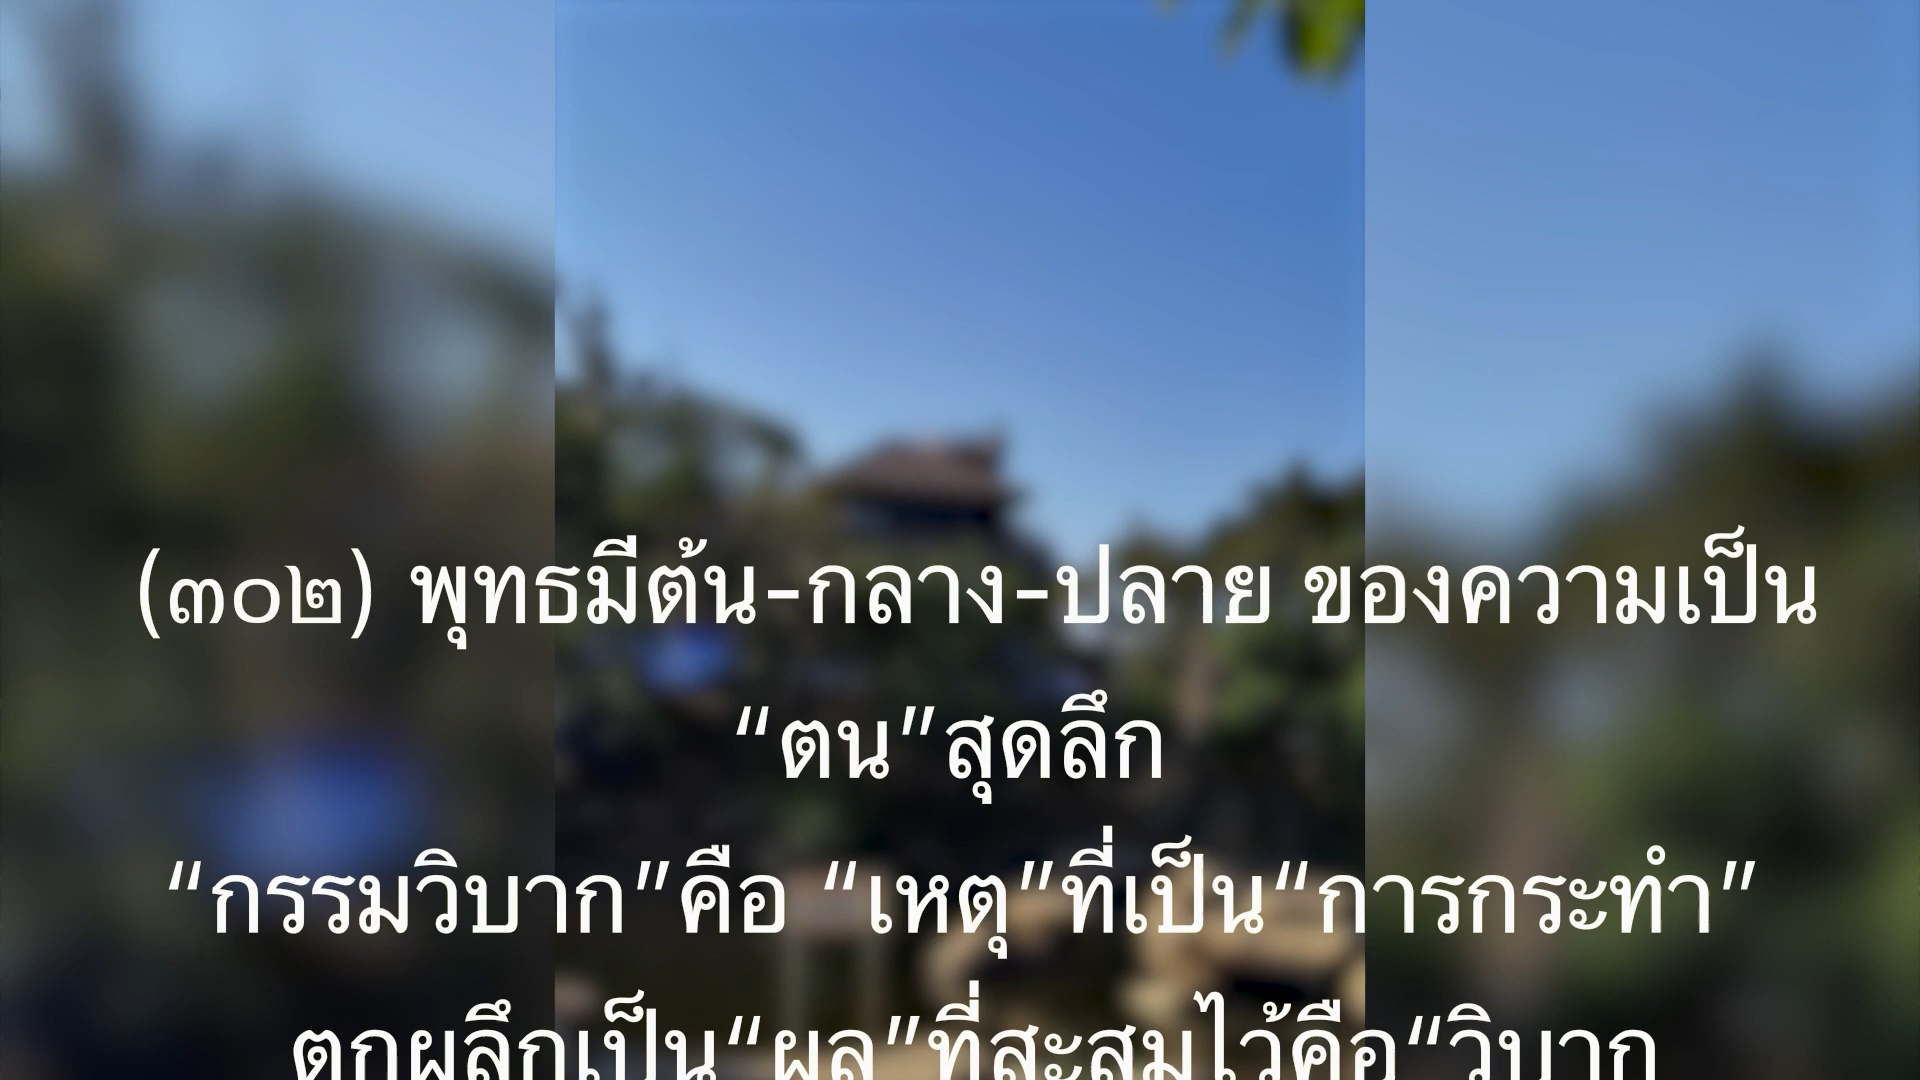 (๓๐๒) พุทธมีต้น-กลาง-ปลาย ของความเป็น
“ตน”สุดลึก
“กรรมวิบาก”คือ “เหตุ”ที่เป็น“การกระทำ”
ตกผลึกเป็น“ผล”ที่สะสมไว้คือ“วิบาก